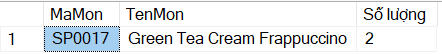 MaMon TenMon Số lượng
1 SP0017 Green Tea Cream Frappuccino 2